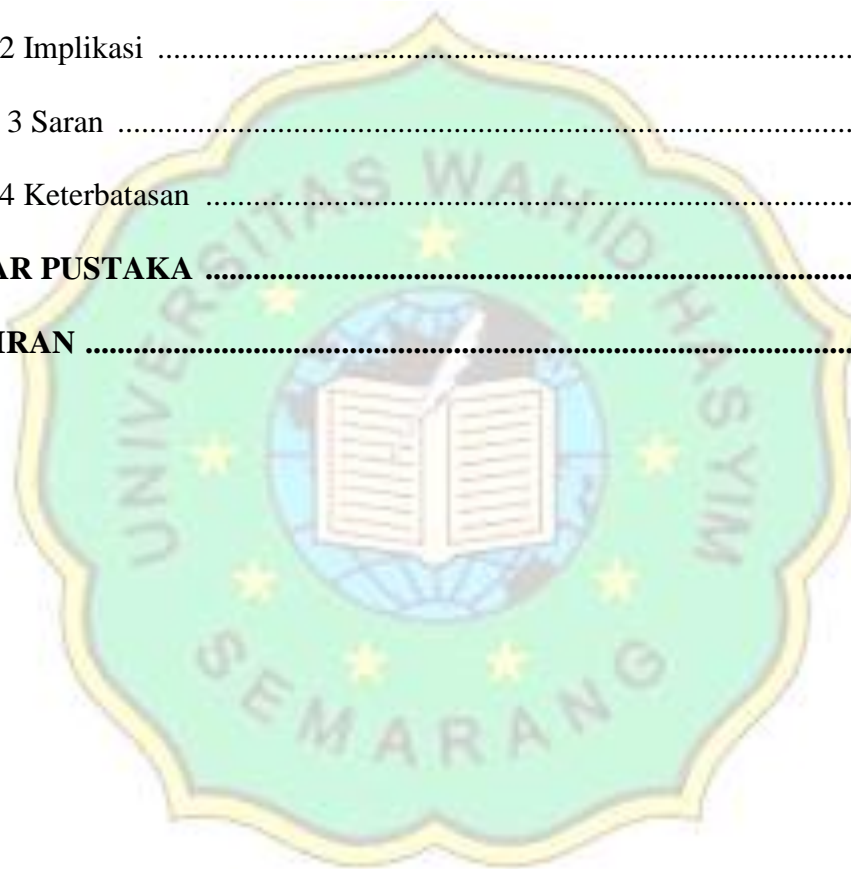 2 Implikasi ........................................................................................
3 Saran ..............................................................................................
4 Keterbatasan ..................................................................................
AR PUSTAKA ..................................................................................
IRAN ..................................................................................................
UNIVERSITAS WAHID HASYIM
SEMARANG